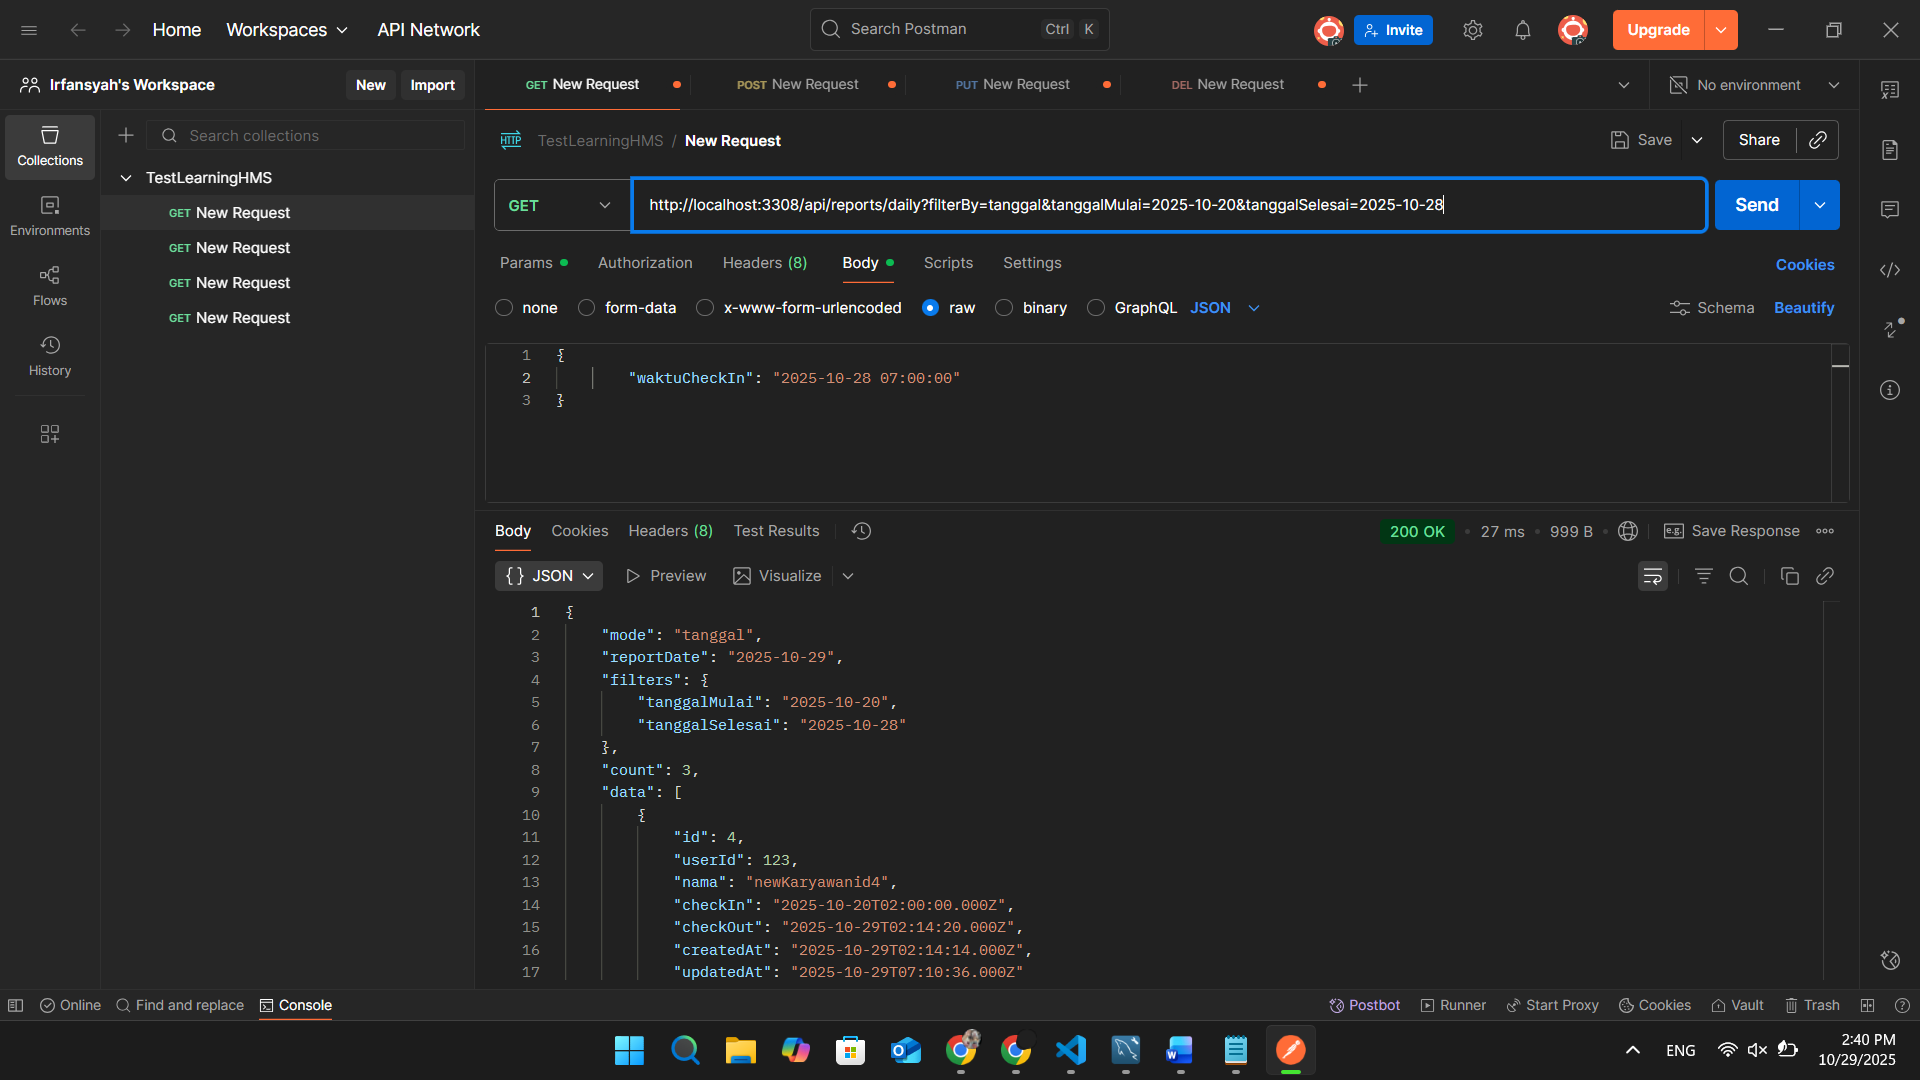 Home
Workspaces
API Network
Search Postman
Ctrl K
Invite
Upgrade
Irfansyah's Workspace
New
Import
GET New Request
POST New Request
PUT New Request
DEL New Request
No environment
Collections
Environments
Flows
History
Search collections
TestLearningHMS
GET New Request
GET New Request
GET New Request
GET New Request
HTTP
TestLearningHMS / New Request
Save
Share
GET
http://localhost:3308/api/reports/daily?filterBy=tanggal&tanggalMulai=2025-10-20&tanggalSelesai=2025-10-28
Send
Params
Authorization
Headers (8)
Body
Scripts
Settings
Cookies
none
form-data
x-www-form-urlencoded
raw
binary
GraphQL
JSON
Schema
Beautify
1 {
2 "waktuCheckIn": "2025-10-28 07:00:00"
3 }
Body
Cookies
Headers (8)
Test Results
200 OK
27 ms
999 B
e.g.
Save Response
{} JSON
Preview
Visualize
1 {
2 "mode": "tanggal",
3 "reportDate": "2025-10-29",
4 "filters": {
5 "tanggalMulai": "2025-10-20",
6 "tanggalSelesai": "2025-10-28"
7 },
8 "count": 3,
9 "data": [
10 {
11 "id": 4,
12 "userId": 123,
13 "nama": "newKaryawanid4",
14 "checkIn": "2025-10-20T02:00:00.000Z",
15 "checkOut": "2025-10-29T02:14:20.000Z",
16 "createdAt": "2025-10-29T02:14:14.000Z",
17 "updatedAt": "2025-10-29T07:10:36.000Z"
Online
Find and replace
Console
Postbot
Runner
Start Proxy
Cookies
Vault
Trash
ENG
2:40 PM
10/29/2025